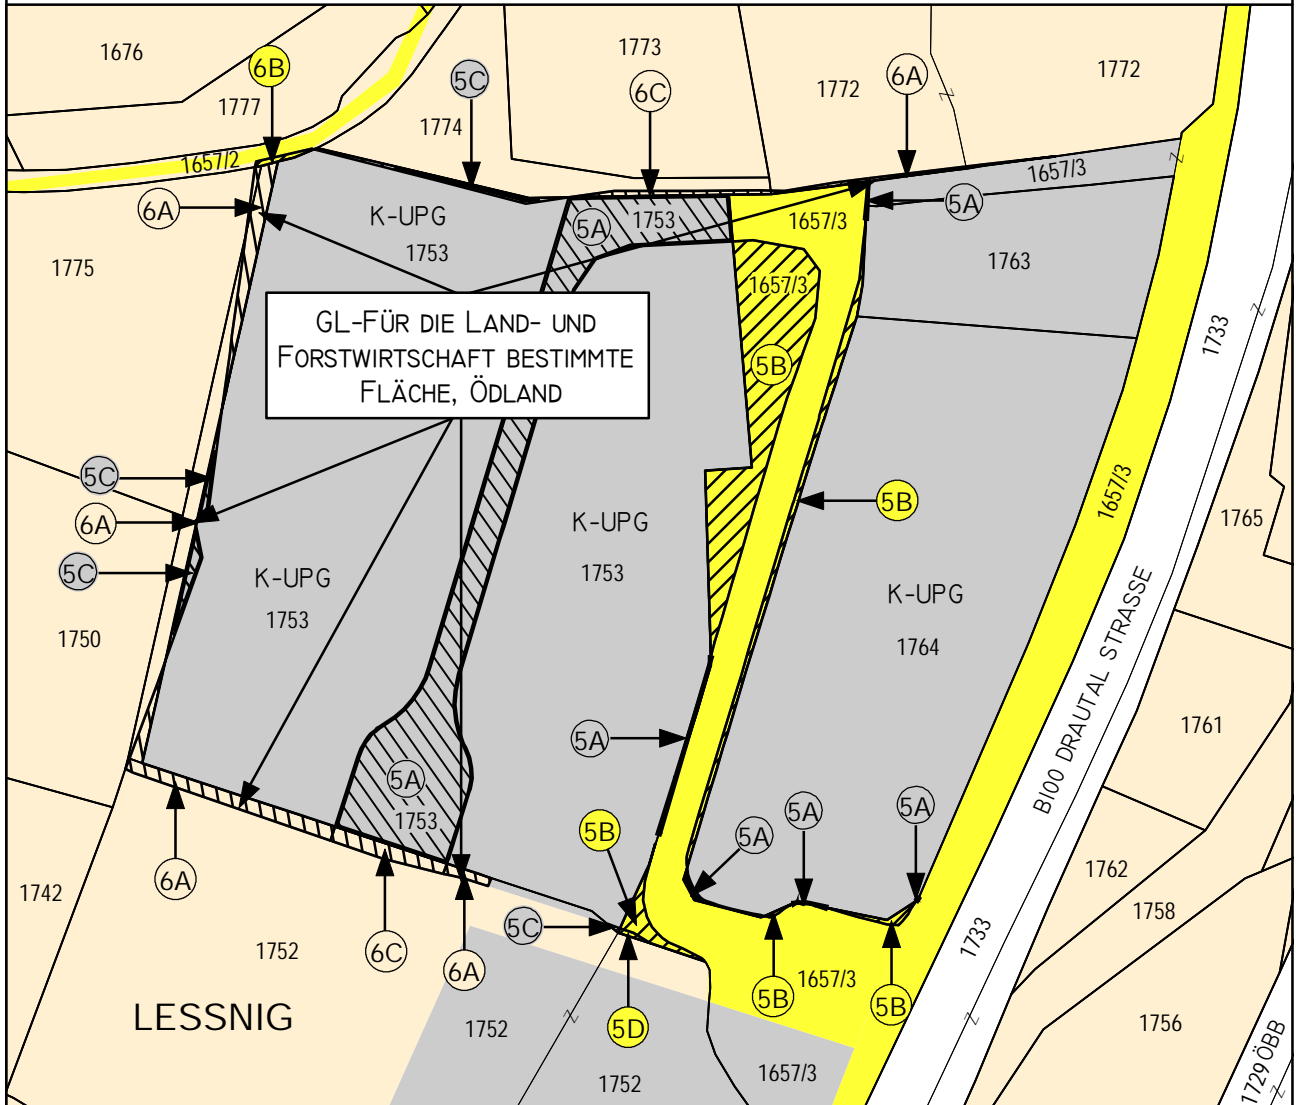 1676
6B
1777
5C
1774
1773
6C
1772
6A
1772
1657/2
1657/3
6A
K-UPG
1753
5A
1753
1657/3
5A
1775
1763
1657/3
GL-FÜR DIE LAND- UND
FORSTWIRTSCHAFT BESTIMMTE
FLÄCHE, ÖDLAND
1733
5B
5C
6A
5C
5B
1657/3
1765
K-UPG
1753
K-UPG
1753
K-UPG
1764
1750
B100 DRAUTAL STRASSE
1761
5A
5A
1753
5B
5A
5A
5A
1742
6A
1762
1758
5C
1733
1752
6C
6A
1657/3
5B
5B
LESSNIG
1752
5D
1756
1752
1657/3
1729 ÖBB
Z
Z
Z
Z
Z
Z